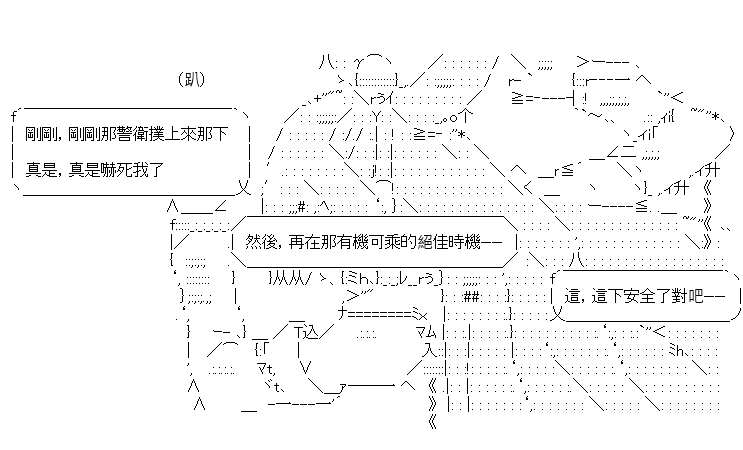 （趴）
剛剛，剛剛那警衛撲上來那下
真是，真是嚇死我了
然後，再在那有機可乘的絕佳時機──
這，這下安全了對吧──